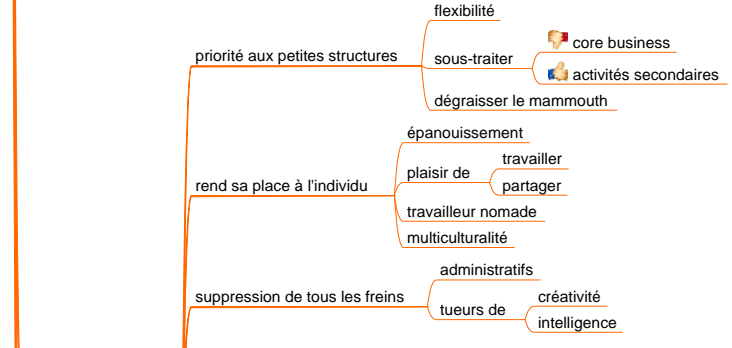 priorité aux petites structures
flexibilité
sous-traiter
core business
activités secondaires
dégraisser le mammouth
rend sa place à l'individu
épanouissement
plaisir de
travailler
partager
travailleur nomade
multiculturalité
suppression de tous les freins
administratifs
tueurs de
créativité
intelligence